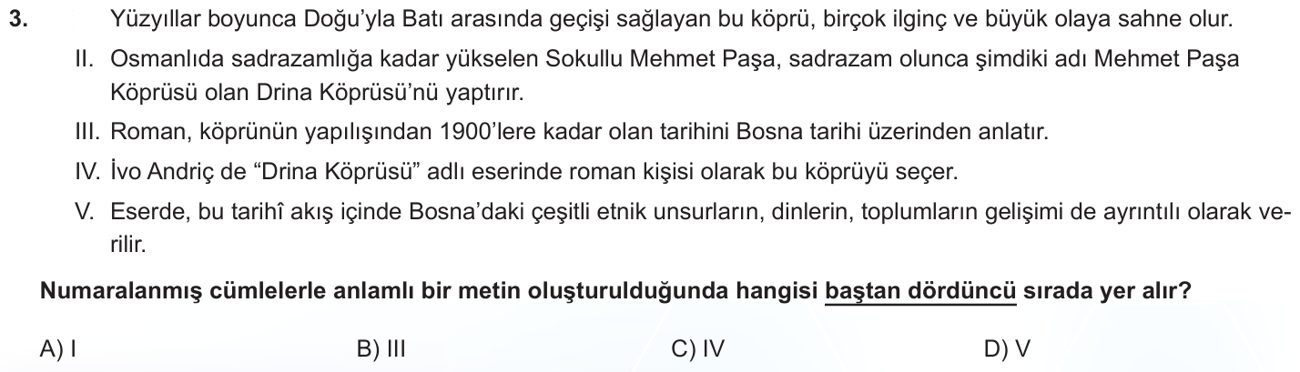 3. Yüzyıllar boyunca Doğu’yla Batı arasında geçişi sağlayan bu köprü, birçok ilginç ve büyük olaya sahne olur.
II. Osmanlıda sadrazamlığa kadar yükselen Sokullu Mehmet Paşa, sadrazam olunca şimdiki adı Mehmet Paşa
Köprüsü olan Drina Köprüsü’nü yaptırır.
III. Roman, köprünün yapılışından 1900’lere kadar olan tarihini Bosna tarihi üzerinden anlatır.
IV. İvo Andriç de “Drina Köprüsü” adlı eserinde roman kişisi olarak bu köprüyü seçer.
V. Eserde, bu tarihî akış içinde Bosna’daki çeşitli etnik unsurların, dinlerin, toplumların gelişimi de ayrıntılı olarak ve-
rilir.
Numaralanmış cümlelerle anlamlı bir metin oluşturulduğunda hangisi baştan dördüncü sırada yer alır?
A) I B) III C) IV D) V